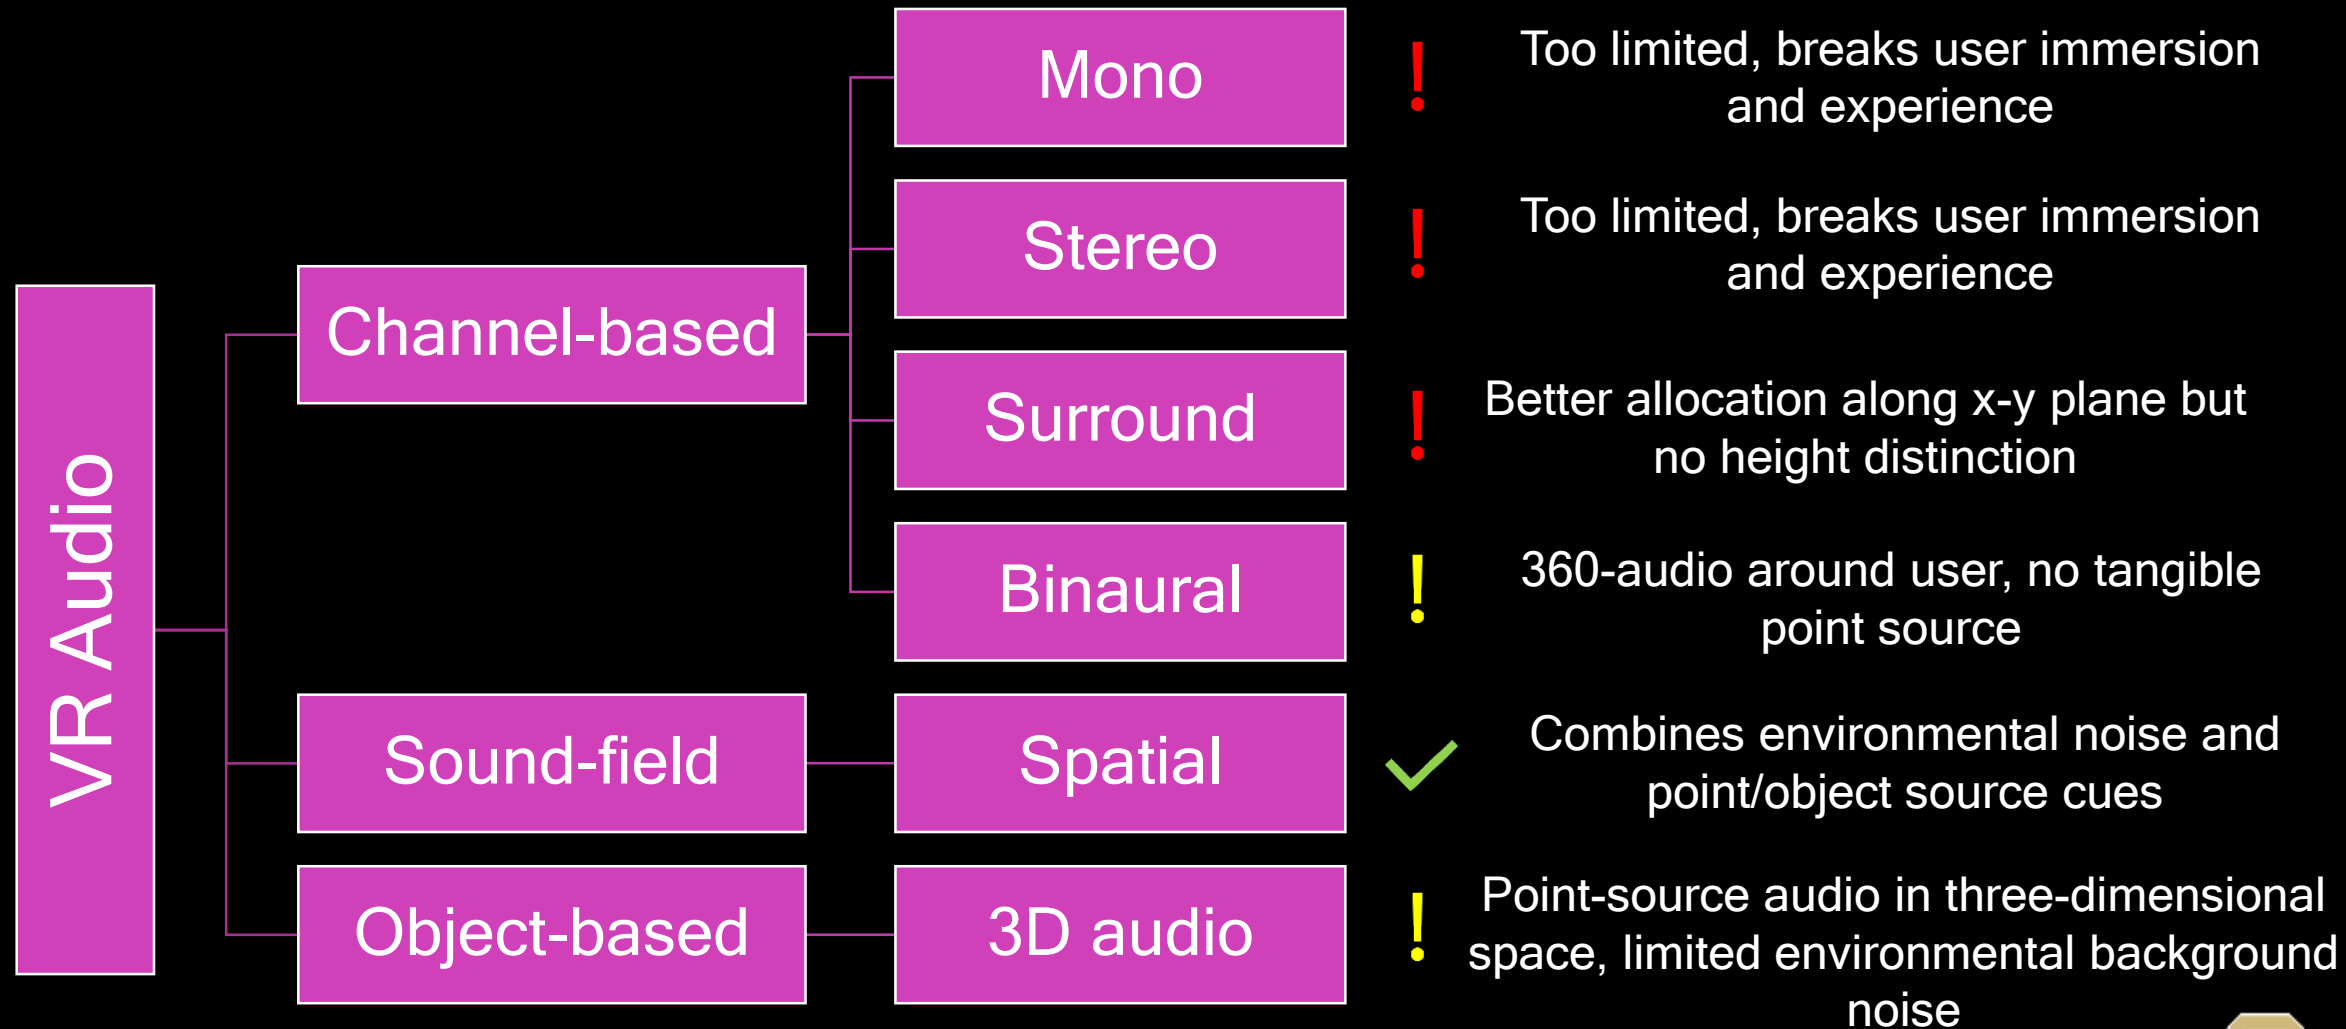 VR Audio
Channel-based
Mono
!
Too limited, breaks user immersion
and experience
Stereo
!
Too limited, breaks user immersion
and experience
Surround
!
Better allocation along x-y plane but
no height distinction
Binaural
!
360-audio around user, no tangible
point source
Sound-field
Spatial
Combines environmental noise and
point/object source cues
Object-based
3D audio
!
Point-source audio in three-dimensional
space, limited environmental background
noise